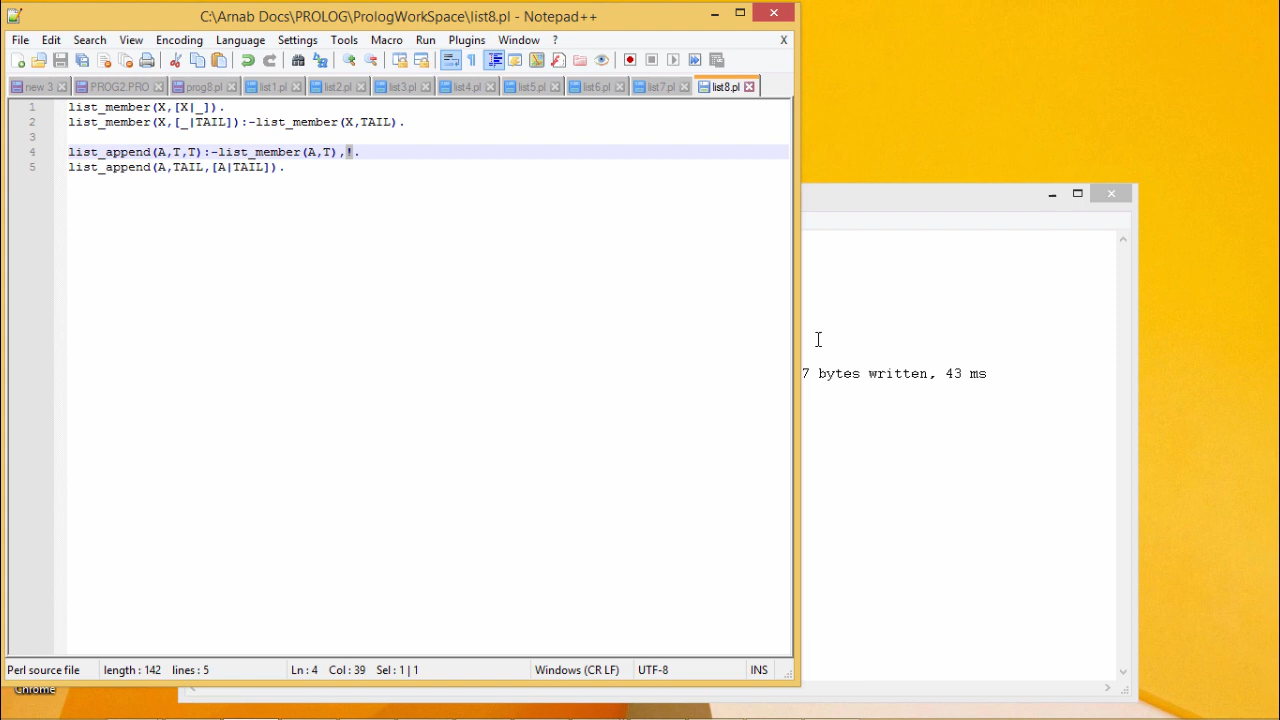 C:\Arnab Docs\PROLOG\PrologWorkSpace\list8.pl - Notepad++
File Edit Search View Encoding Language Settings Tools Macro Run Plugins Window ? X
new 3 PROG2.PRO prog8.pl list1.pl list2.pl list3.pl list4.pl list5.pl list6.pl list7.pl list8.pl
1 list_member(X,[X|_]).
2 list_member(X,[_|TAIL]):-list_member(X,TAIL).
3
4 list_append(A,T,T):-list_member(A,T),!.
5 list_append(A,TAIL,[A|TAIL]).
7 bytes written, 43 ms
Perl source file length : 142 lines : 5 Ln : 4 Col : 39 Sel : 1 | 1 Windows (CR LF) UTF-8 INS
Chrome